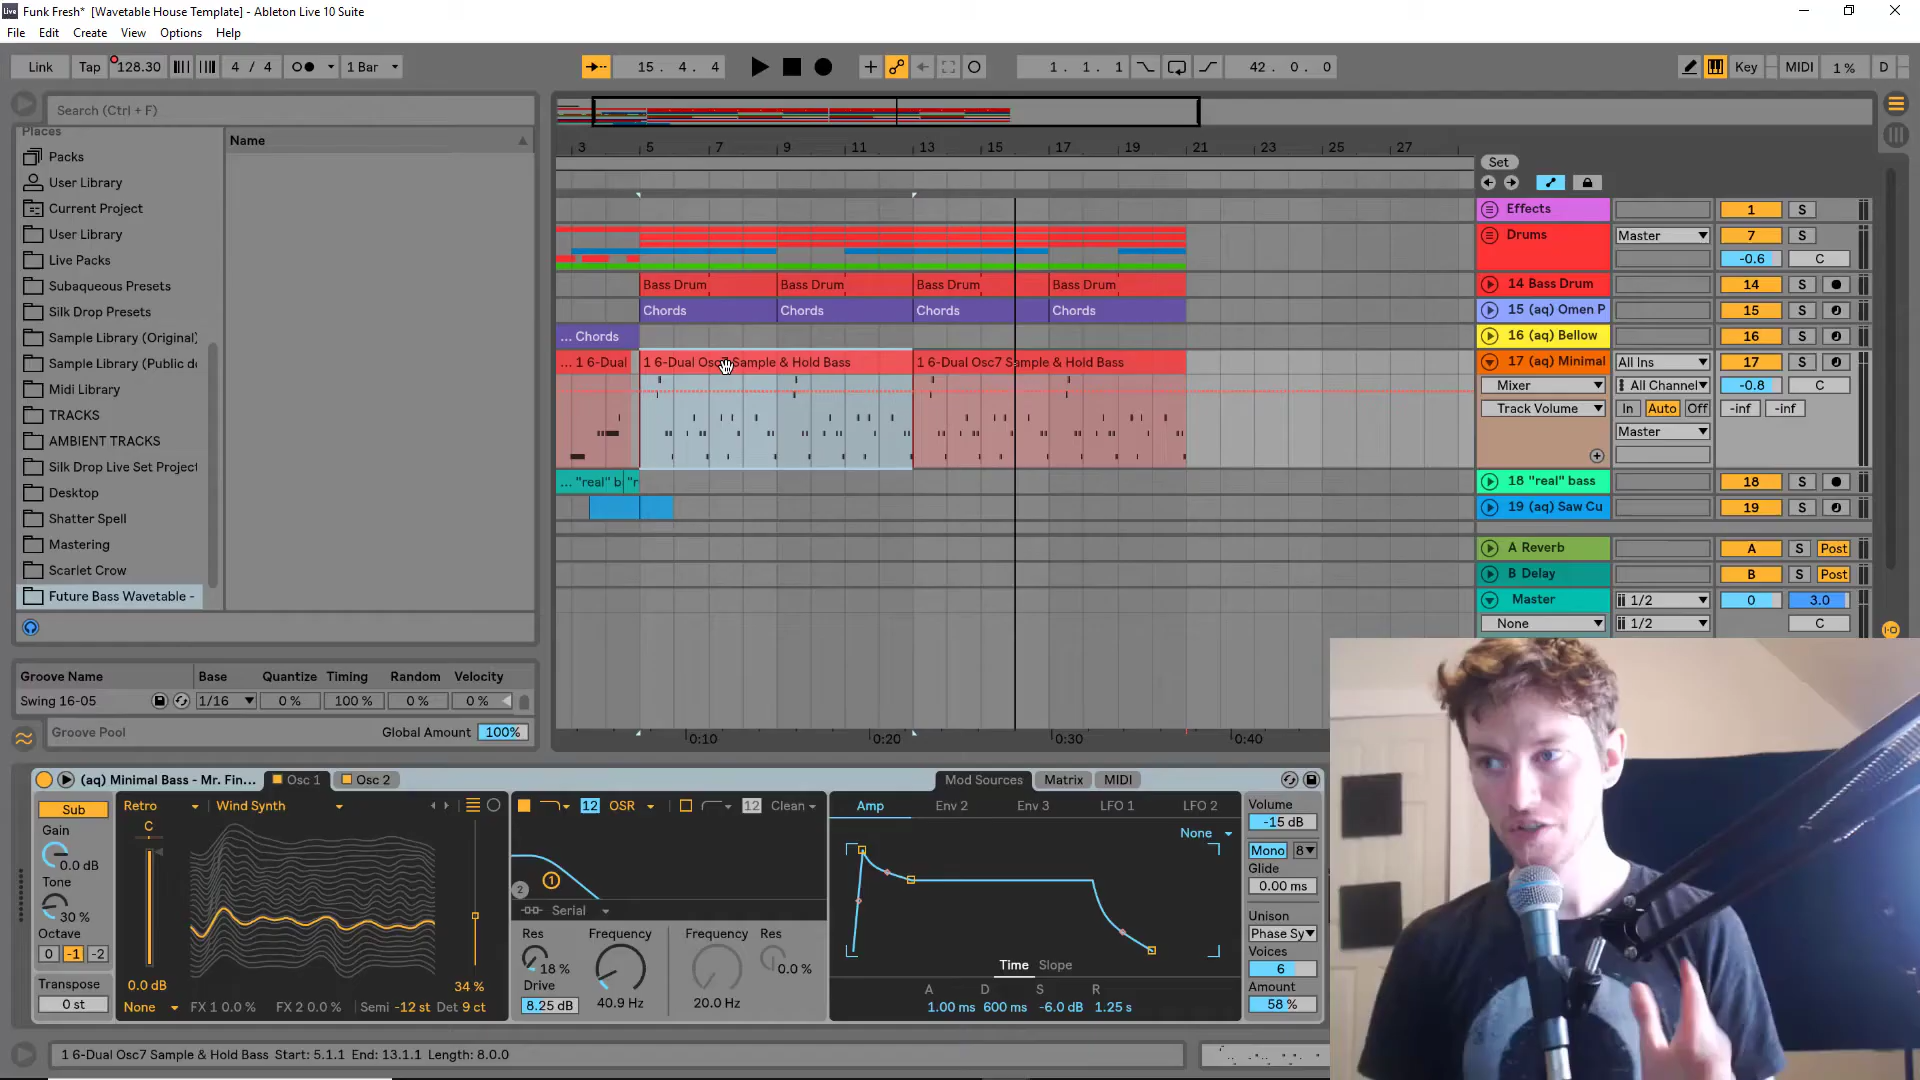 Live Funk Fresh* [Wavetable House Template] - Ableton Live 10 Suite
File Edit Create View Options Help
Link Tap 128.30 4 / 4 1 Bar 15. 4. 4 1. 1. 1 42. 0. 0 Key MIDI 1 % D
Search (Ctrl + F)
Places
Name
Packs
User Library
Current Project
User Library
Live Packs
Subaqueous Presets
Silk Drop Presets
Sample Library (Original)
Sample Library (Public do
Midi Library
TRACKS
AMBIENT TRACKS
Silk Drop Live Set Project
Desktop
Shatter Spell
Mastering
Scarlet Crow
Future Bass Wavetable -
Groove Name Base Quantize Timing Random Velocity
Swing 16-05 1/16 0 % 100 % 0 % 0 %
Groove Pool Global Amount 100%
3 5 7 9 11 13 15 17 19 21 23 25 27
Set
Effects 1 S
Drums Master 7 S
-0.6 C
Bass Drum Bass Drum Bass Drum Bass Drum 14 Bass Drum 14
Chords Chords Chords Chords 15 (aq) Omen P 15
... Chords 16 (aq) Bellow 16
... 1 6-Dual 1 6-Dual Osc7 Sample & Hold Bass 1 6-Dual Osc7 Sample & Hold Bass 17 (aq) Minimal All Ins 17 S
Mixer All Channel -0.8 C
Track Volume In Auto Off -inf -inf
Master
... "real" b "r 18 "real" bass 18 S
19 (aq) Saw Cu 19 S
A Reverb A S Post
B Delay B S Post
Master 1/2 0 3.0
None 1/2 C
0:10 0:20 0:30 0:40
(aq) Minimal Bass - Mr. Fin... Osc 1 Osc 2 Mod Sources Matrix MIDI
Sub
Gain
0.0 dB
Tone
30 %
Octave
0 -1 -2
Transpose
0 st
Retro Wind Synth
C
0.0 dB 34 %
None FX 1 0.0 % FX 2 0.0 % Semi -12 st Det 9 ct
12 OSR 12 Clean
1
2
Serial
Res Frequency Frequency Res
18 % 0.0 %
Drive
8.25 dB 40.9 Hz 20.0 Hz
Amp Env 2 Env 3 LFO 1 LFO 2
None
Time Slope
A D S R
1.00 ms 600 ms -6.0 dB 1.25 s
Volume
-15 dB
Mono 8
Glide
0.00 ms
Unison
Phase Sy
Voices
6
Amount
58 %
1 6-Dual Osc7 Sample & Hold Bass Start: 5.1.1 End: 13.1.1 Length: 8.0.0